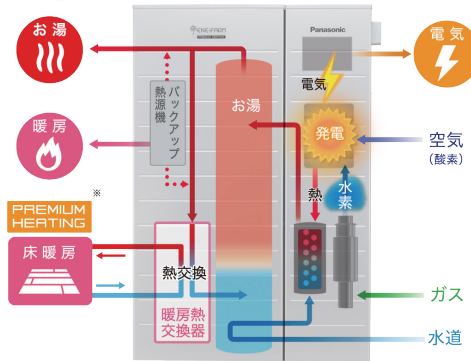 お湯
ENE-FARM
Panasonic
電気
電気
バックアップ
熱源機
お湯
発電
暖房
空気
(酸素)
熱
水素
※
PREMIUM
HEATING
床暖房
熱交換
暖房熱
交換器
ガス
水道